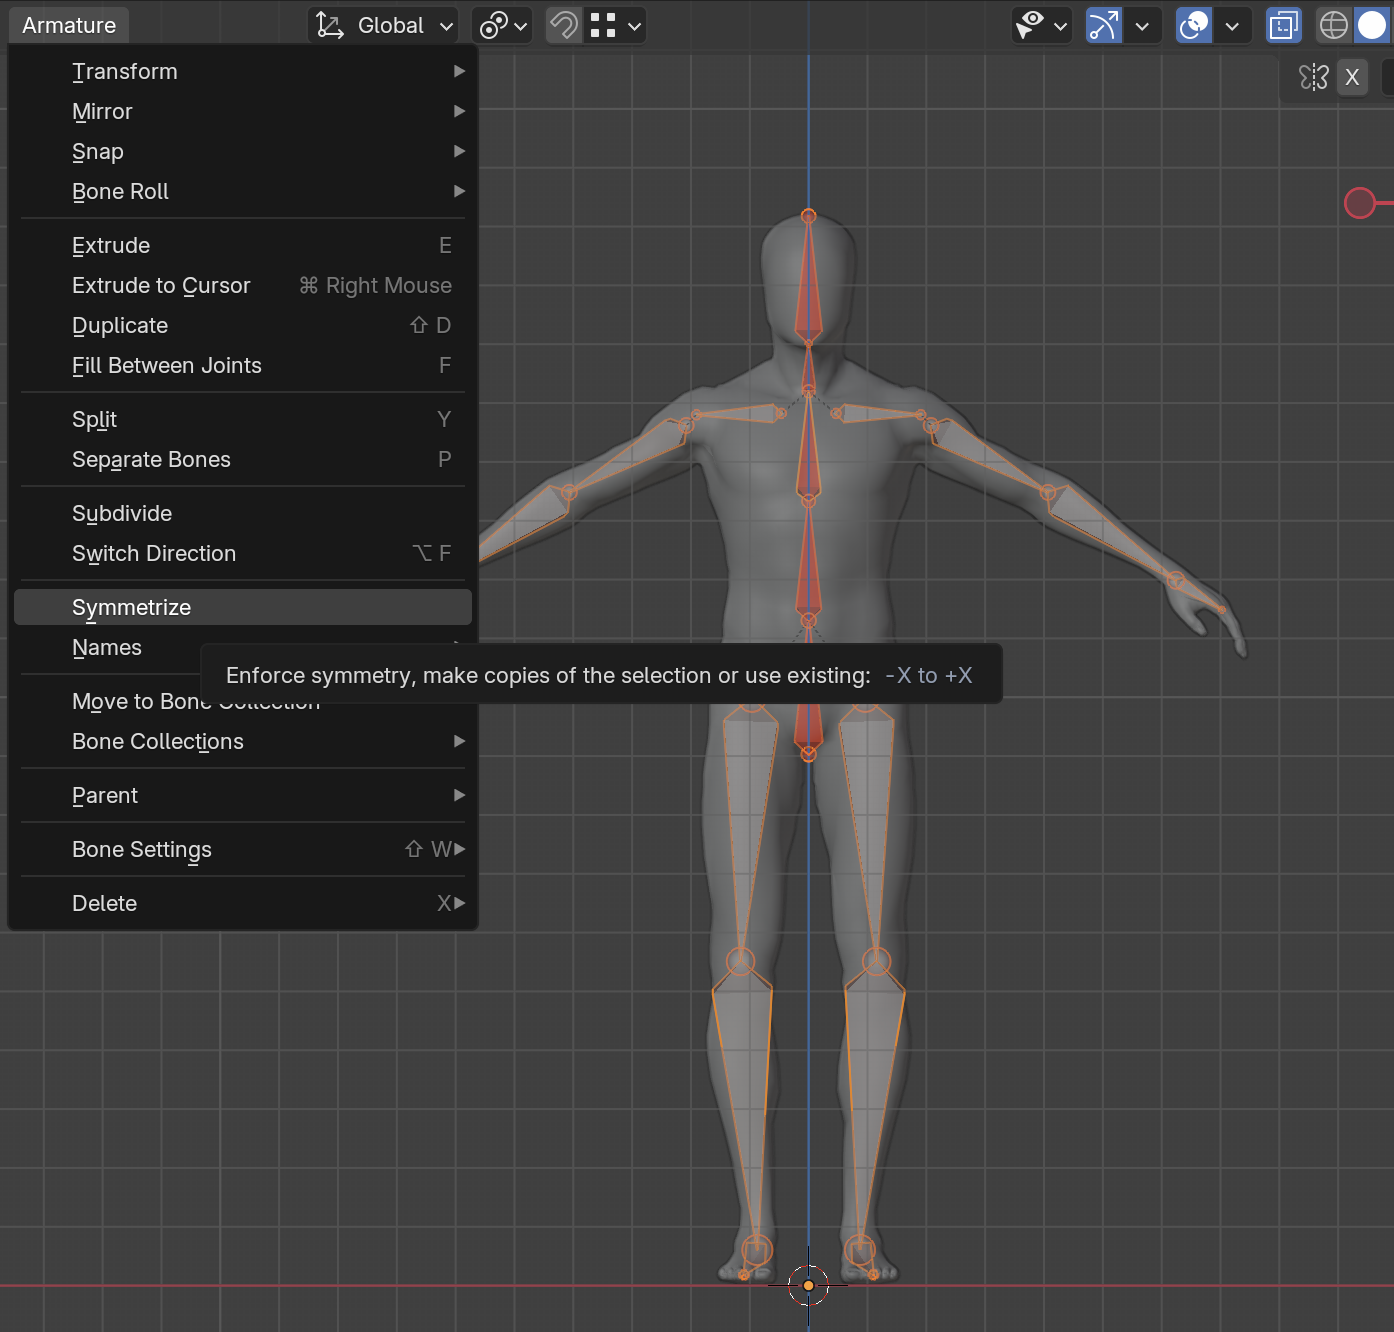 Armature
Global
X
Transform
Mirror
Snap
Bone Roll
Extrude E
Extrude to Cursor ⌘ Right Mouse
Duplicate ⇧ D
Fill Between Joints F
Split Y
Separate Bones P
Subdivide
Switch Direction ⌥ F
Symmetrize
Names
Enforce symmetry, make copies of the selection or use existing: -X to +X
Move to Bone Collection
Bone Collections
Parent
Bone Settings ⇧ W
Delete X